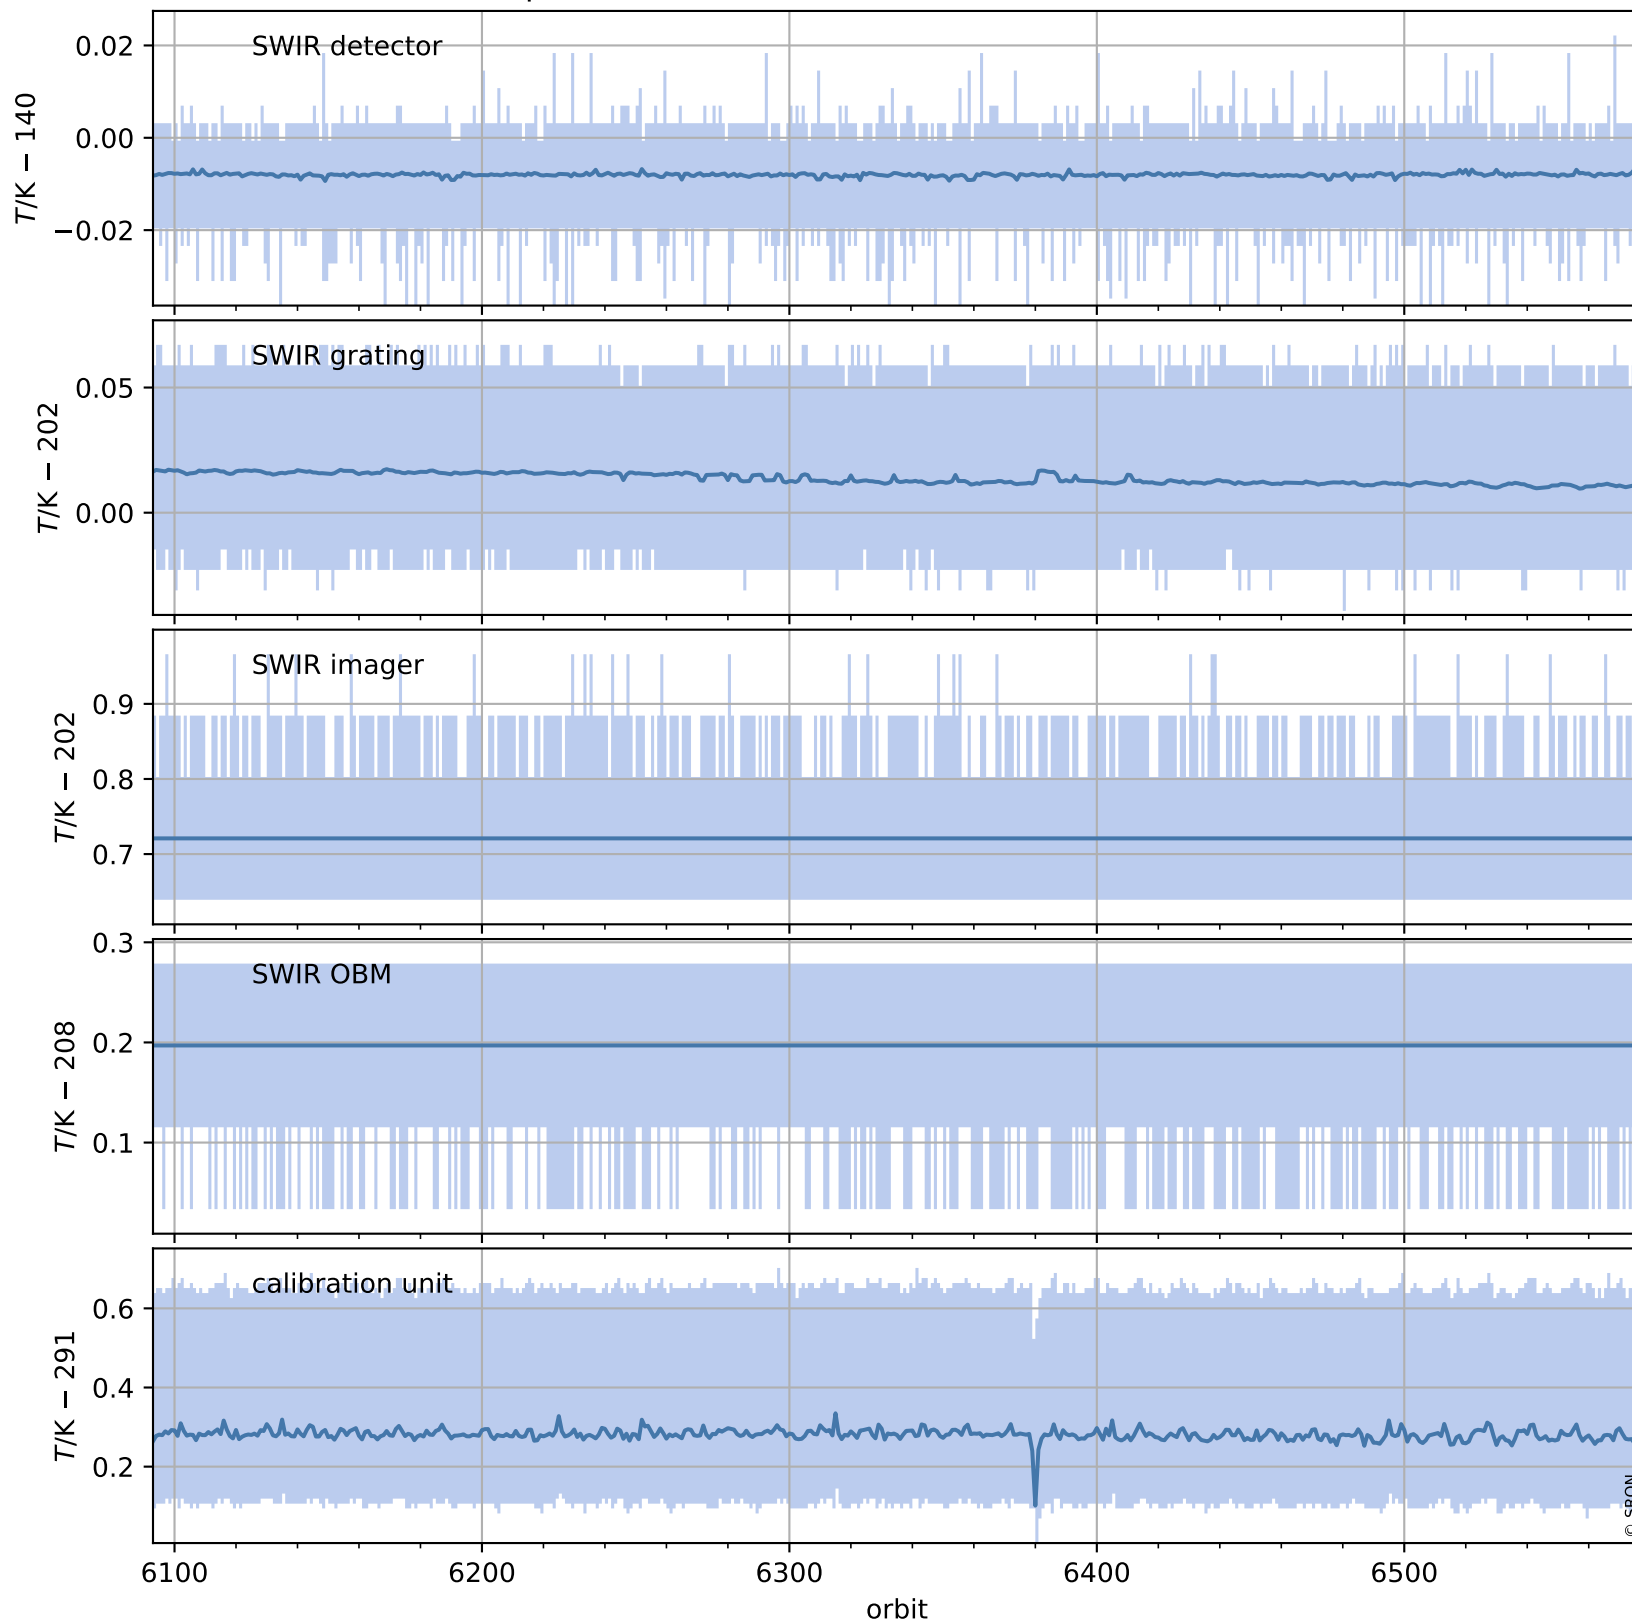 SWIR detector
0.02
0.00
−0.02
T/K − 140
SWIR grating
0.05
0.00
T/K − 202
SWIR imager
0.9
0.8
0.7
T/K − 202
SWIR OBM
0.3
0.2
0.1
T/K − 208
calibration unit
0.6
0.4
0.2
T/K − 291
6100 6200 6300 6400 6500
orbit
© SRON